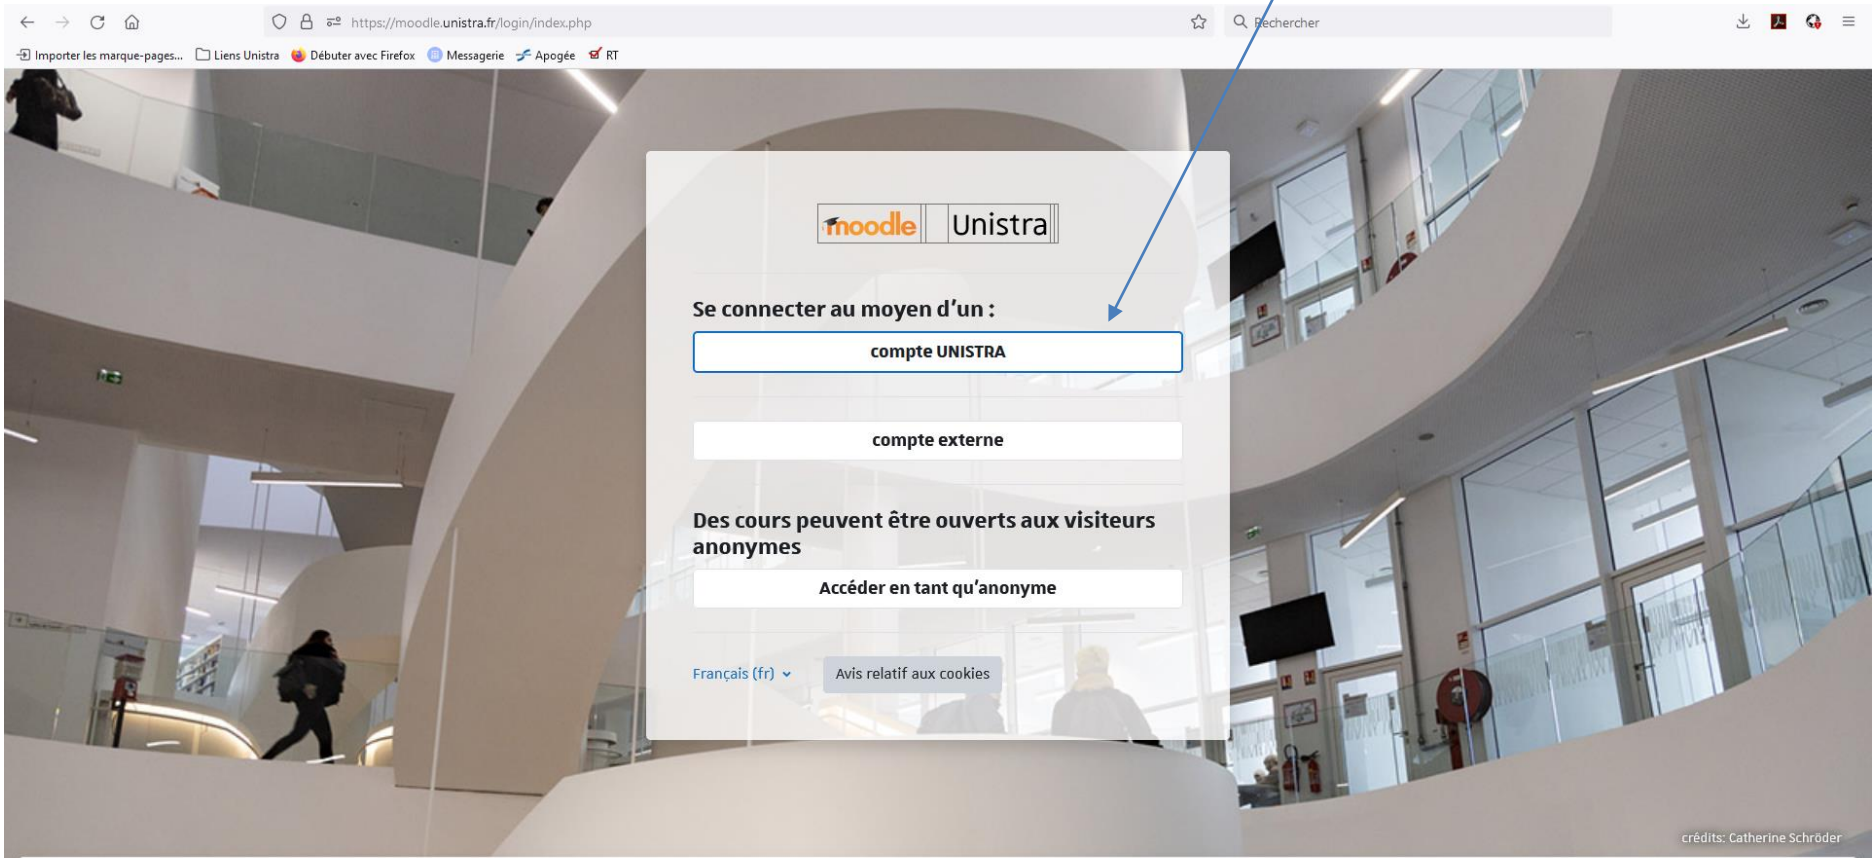 https://moodle.unistra.fr/login/index.php
Rechercher
Importer les marque-pages... Liens Unistra Débuter avec Firefox Messagerie Apogée RT
moodle Unistra
Se connecter au moyen d'un :
compte UNISTRA
compte externe
Des cours peuvent être ouverts aux visiteurs
anonymes
Accéder en tant qu'anonyme
Français (fr) Avis relatif aux cookies
crédits: Catherine Schröder